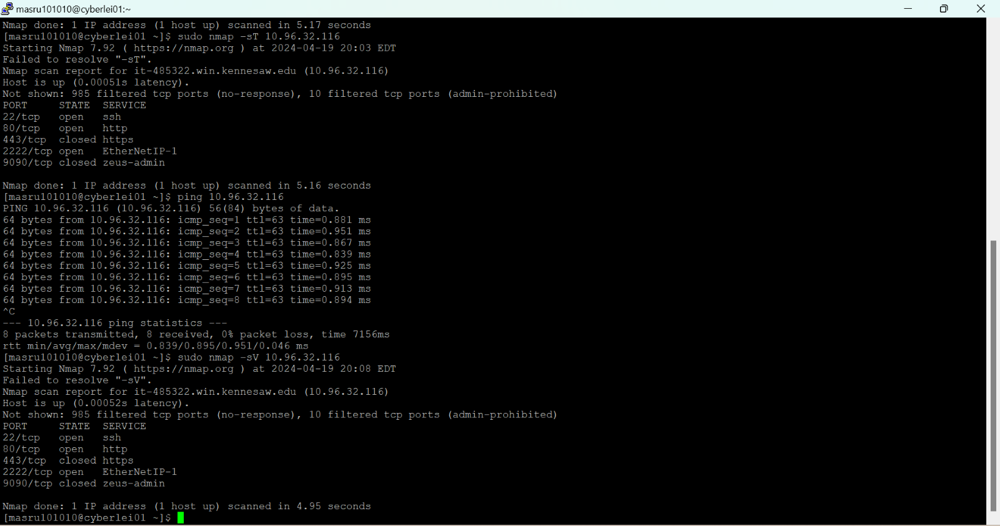 masru101010@cyberlei01:~
Nmap done: 1 IP address (1 host up) scanned in 5.17 seconds
[masru101010@cyberlei01 ~]$ sudo nmap -sT 10.96.32.116
Starting Nmap 7.92 ( https://nmap.org ) at 2024-04-19 20:03 EDT
Failed to resolve "-sT".
Nmap scan report for it-485322.win.kennesaw.edu (10.96.32.116)
Host is up (0.00051s latency).
Not shown: 985 filtered tcp ports (no-response), 10 filtered tcp ports (admin-prohibited)
PORT     STATE  SERVICE
22/tcp   open   ssh
80/tcp   open   http
443/tcp  closed https
2222/tcp open   EtherNetIP-1
9090/tcp closed zeus-admin
Nmap done: 1 IP address (1 host up) scanned in 5.16 seconds
[masru101010@cyberlei01 ~]$ ping 10.96.32.116
PING 10.96.32.116 (10.96.32.116) 56(84) bytes of data.
64 bytes from 10.96.32.116: icmp_seq=1 ttl=63 time=0.881 ms
64 bytes from 10.96.32.116: icmp_seq=2 ttl=63 time=0.951 ms
64 bytes from 10.96.32.116: icmp_seq=3 ttl=63 time=0.867 ms
64 bytes from 10.96.32.116: icmp_seq=4 ttl=63 time=0.839 ms
64 bytes from 10.96.32.116: icmp_seq=5 ttl=63 time=0.925 ms
64 bytes from 10.96.32.116: icmp_seq=6 ttl=63 time=0.895 ms
64 bytes from 10.96.32.116: icmp_seq=7 ttl=63 time=0.913 ms
64 bytes from 10.96.32.116: icmp_seq=8 ttl=63 time=0.894 ms
^C
--- 10.96.32.116 ping statistics ---
8 packets transmitted, 8 received, 0% packet loss, time 7156ms
rtt min/avg/max/mdev = 0.839/0.895/0.951/0.046 ms
[masru101010@cyberlei01 ~]$ sudo nmap -sV 10.96.32.116
Starting Nmap 7.92 ( https://nmap.org ) at 2024-04-19 20:08 EDT
Failed to resolve "-sV".
Nmap scan report for it-485322.win.kennesaw.edu (10.96.32.116)
Host is up (0.00052s latency).
Not shown: 985 filtered tcp ports (no-response), 10 filtered tcp ports (admin-prohibited)
PORT     STATE  SERVICE
22/tcp   open   ssh
80/tcp   open   http
443/tcp  closed https
2222/tcp open   EtherNetIP-1
9090/tcp closed zeus-admin
Nmap done: 1 IP address (1 host up) scanned in 4.95 seconds
[masru101010@cyberlei01 ~]$